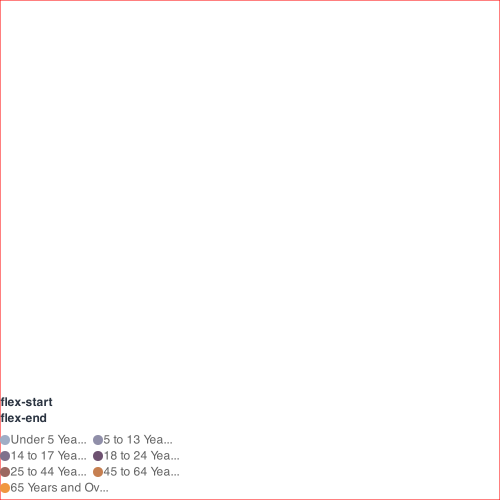 flex-start
flex-end
Under 5 Yea... 5 to 13 Yea...
14 to 17 Yea... 18 to 24 Yea...
25 to 44 Yea... 45 to 64 Yea...
65 Years and Ov...